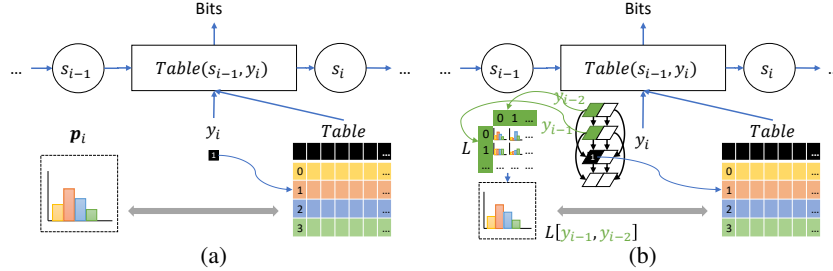 Bits
... s_{i-1} Table(s_{i-1}, y_i) s_i ...
p_i y_i Table
1
...
0 ...
1 ...
2 ...
3 ...
(a)
Bits
... s_{i-1} Table(s_{i-1}, y_i) s_i ...
y_{i-2}
0 1 ...
y_{i-1} y_i Table
L 0
1 ...
... ... ...
1
...
0 ...
1 ...
2 ...
3 ...
L[y_{i-1}, y_{i-2}]
(b)